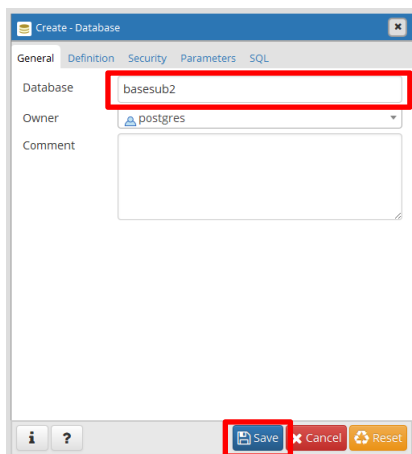 Create - Database
General Definition Security Parameters SQL
Database basesub2
Owner postgres
Comment
i ? Save Cancel Reset